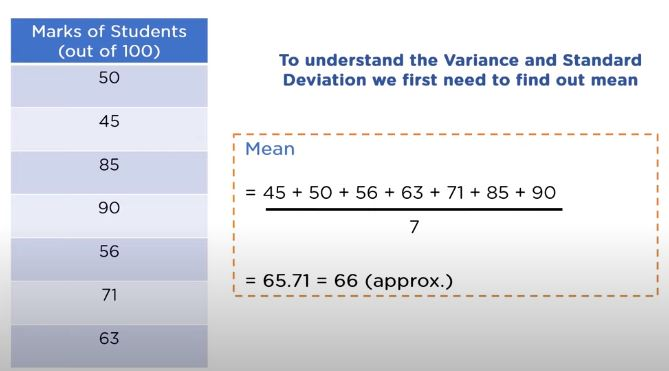 Marks of Students
(out of 100)
50
45
85
90
56
71
63
To understand the Variance and Standard
Deviation we first need to find out mean
Mean
= 45 + 50 + 56 + 63 + 71 + 85 + 90
7
= 65.71 = 66 (approx.)